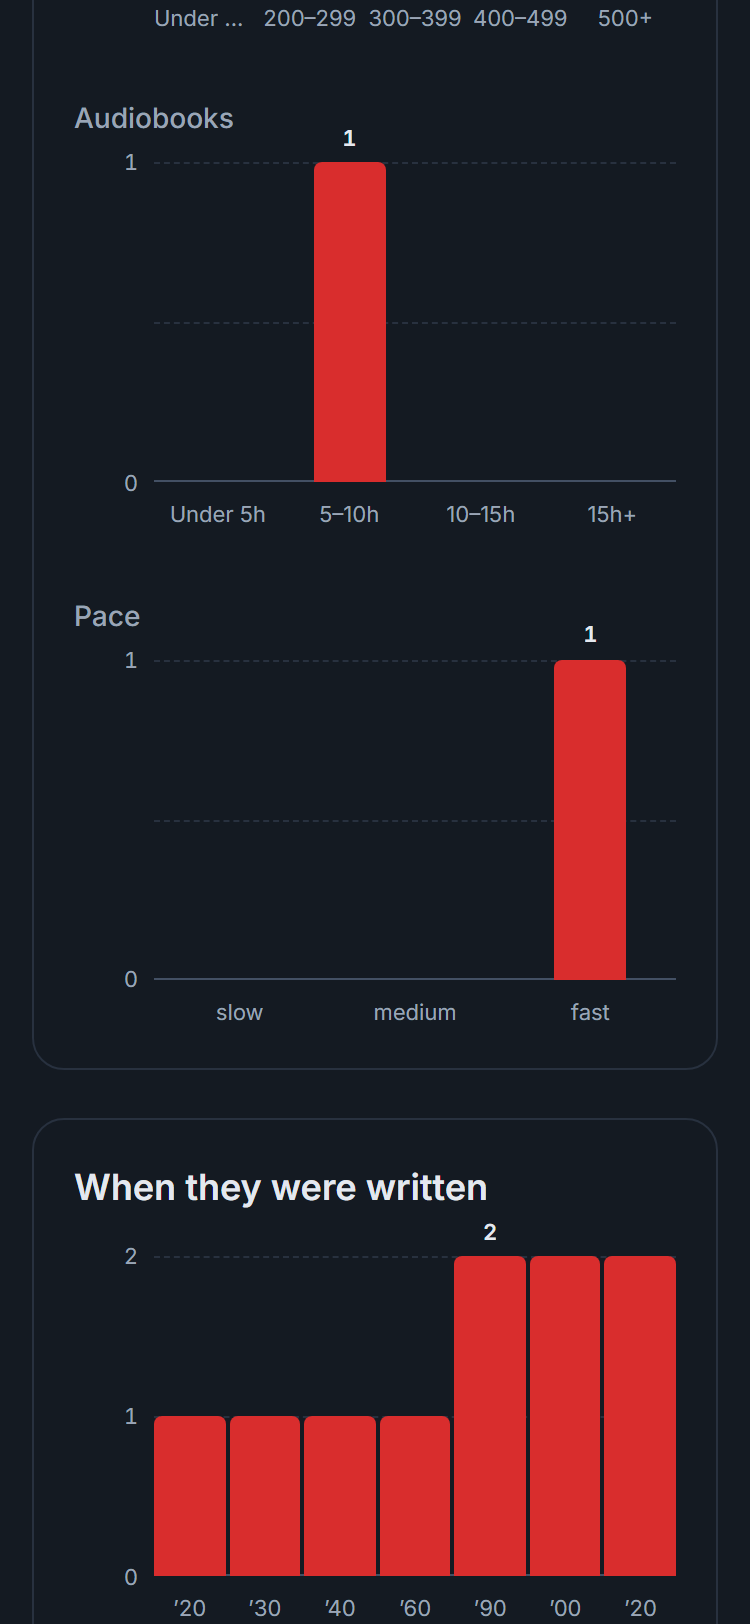 Under ... 200–299 300–399 400–499 500+
Audiobooks
1
1
0
Under 5h 5–10h 10–15h 15h+
Pace
1
1
0
slow medium fast
When they were written
2
2
1
0
’20 ’30 ’40 ’60 ’90 ’00 ’20